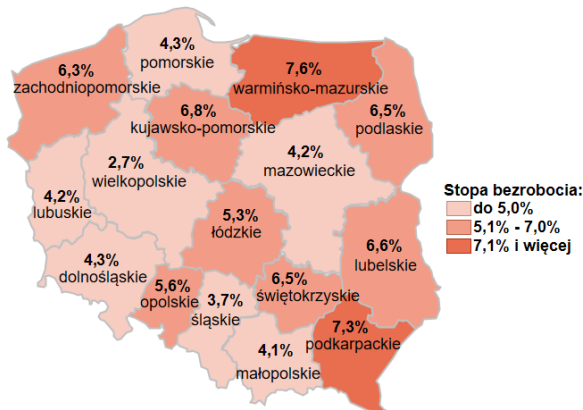 4,3%
pomorskie
6,3%
zachodniopomorskie
7,6%
warmińsko-mazurskie
6,8%
kujawsko-pomorskie
6,5%
podlaskie
2,7%
wielkopolskie
4,2%
mazowieckie
4,2%
lubuskie
5,3%
łódzkie
4,3%
dolnośląskie
5,6%
opolskie
3,7%
śląskie
6,5%
świętokrzyskie
6,6%
lubelskie
4,1%
małopolskie
7,3%
podkarpackie
Stopa bezrobocia:
do 5,0%
5,1% - 7,0%
7,1% i więcej